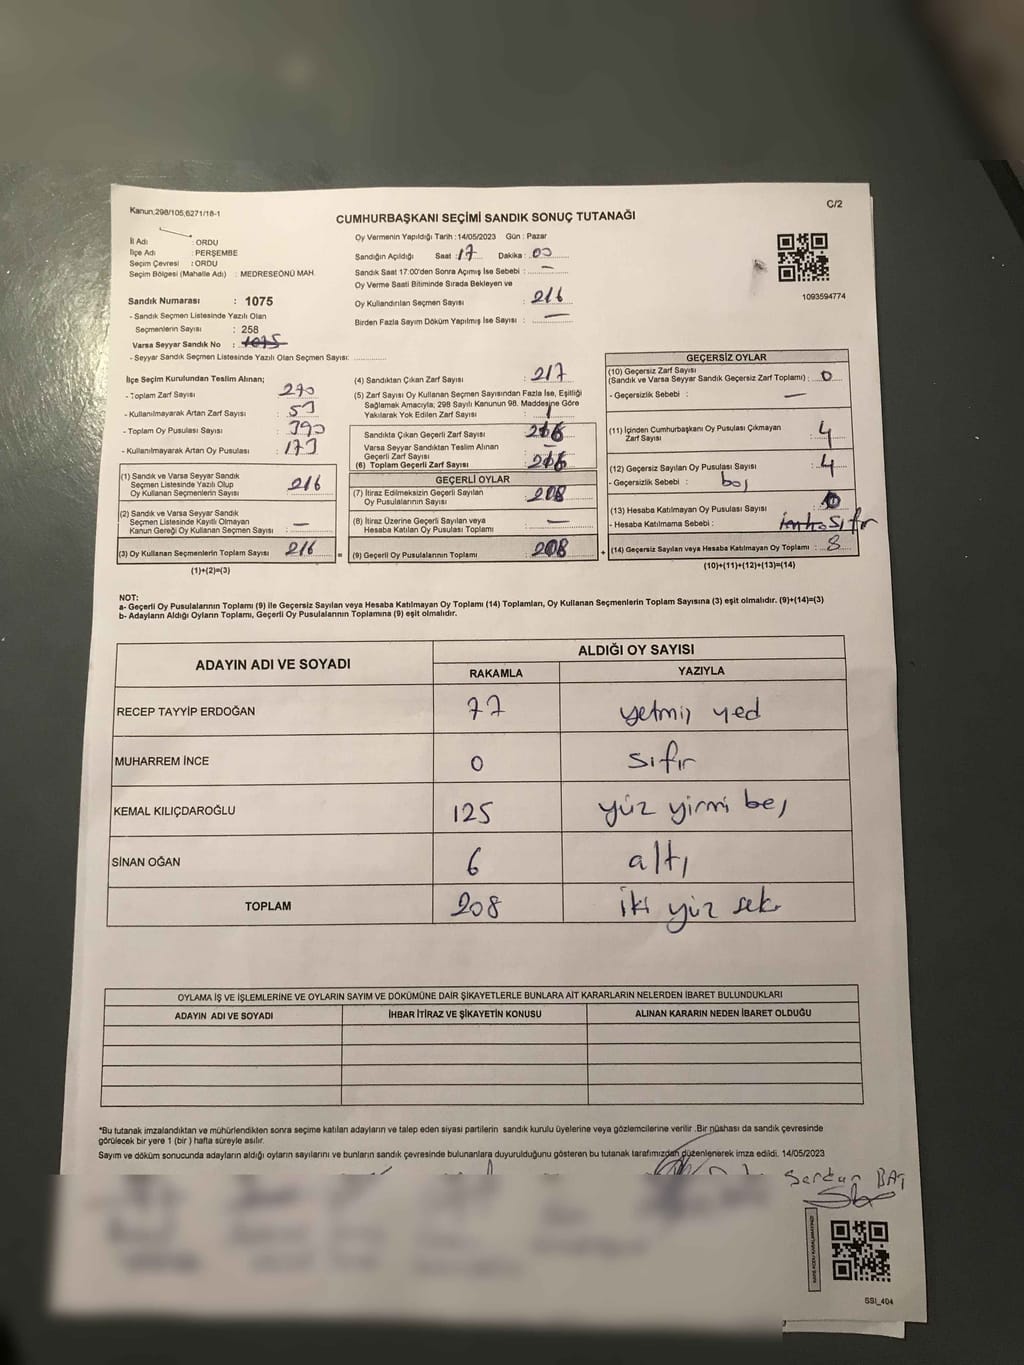 Kanun,298/105,6271/18-1
C/2
CUMHURBAŞKANI SEÇİMİ SANDIK SONUÇ TUTANAĞI
İl Adı : ORDU
İlçe Adı : PERŞEMBE
Seçim Çevresi : ORDU
Seçim Bölgesi (Mahalle Adı) : MEDRESEÖNÜ MAH.
Sandık Numarası : 1075
- Sandık Seçmen Listesinde Yazılı Olan
Seçmenlerin Sayısı : 258
Varsa Seyyar Sandık No : 1075
- Seyyar Sandık Seçmen Listesinde Yazılı Olan Seçmen Sayısı:
Oy Vermenin Yapıldığı Tarih :14/05/2023 Gün : Pazar
Sandığın Açıldığı Saat : 17 Dakika : 00
Sandık Saat 17:00'den Sonra Açımış İse Sebebi : —
Oy Verme Saati Bitiminde Sırada Bekleyen ve
Oy Kullandırılan Seçmen Sayısı : 216
Birden Fazla Sayım Döküm Yapılmış İse Sayısı : —
1093594774
İlçe Seçim Kurulundan Teslim Alınan;
- Toplam Zarf Sayısı : 270
- Kullanılmayarak Artan Zarf Sayısı : 53
- Toplam Oy Pusulası Sayısı : 390
- Kullanılmayarak Artan Oy Pusulası : 173
(1) Sandık ve Varsa Seyyar Sandık
Seçmen Listesinde Yazılı Olup
Oy Kullanan Seçmenlerin Sayısı : 216
(2) Sandık ve Varsa Seyyar Sandık
Seçmen Listesinde Kayıtlı Olmayan
Kanun Gereği Oy Kullanan Seçmen Sayısı : —
(3) Oy Kullanan Seçmenlerin Toplam Sayısı : 216 =
(1)+(2)=(3)
(4) Sandıktan Çıkan Zarf Sayısı : 217
(5) Zarf Sayısı Oy Kullanan Seçmen Sayısından Fazla İse, Eşitliği
Sağlamak Amacıyla, 298 Sayılı Kanunun 98. Maddesine Göre
Yakılarak Yok Edilen Zarf Sayısı : 1
Sandıkta Çıkan Geçerli Zarf Sayısı : 216
Varsa Seyyar Sandıktan Teslim Alınan
Geçerli Zarf Sayısı : —
(6) Toplam Geçerli Zarf Sayısı : 216
GEÇERLİ OYLAR
(7) İtiraz Edilmeksizin Geçerli Sayılan
Oy Pusulalarının Sayısı : 208
(8) İtiraz Üzerine Geçerli Sayılan veya
Hesaba Katılan Oy Pusulası Toplamı : —
(9) Geçerli Oy Pusulalarının Toplamı : 208 +
GEÇERSİZ OYLAR
(10) Geçersiz Zarf Sayısı
(Sandık ve Varsa Seyyar Sandık Geçersiz Zarf Toplamı) : 0
- Geçersizlik Sebebi : —
(11) İçinden Cumhurbaşkanı Oy Pusulası Çıkmayan
Zarf Sayısı : 4
(12) Geçersiz Sayılan Oy Pusulası Sayısı : 4
- Geçersizlik Sebebi : boş
(13) Hesaba Katılmayan Oy Pusulası Sayısı : 0
- Hesaba Katılmama Sebebi : sıfır
(14) Geçersiz Sayılan veya Hesaba Katılmayan Oy Toplamı : 8
(10)+(11)+(12)+(13)=(14)
NOT:
a- Geçerli Oy Pusulalarının Toplamı (9) ile Geçersiz Sayılan veya Hesaba Katılmayan Oy Toplamı (14) Toplamları, Oy Kullanan Seçmenlerin Toplam Sayısına (3) eşit olmalıdır. (9)+(14)=(3)
b- Adayların Aldığı Oyların Toplamı, Geçerli Oy Pusulalarının Toplamına (9) eşit olmalıdır.
ADAYIN ADI VE SOYADI ALDIĞI OY SAYISI
RAKAMLA YAZIYLA
RECEP TAYYİP ERDOĞAN 77 yetmiş yed
MUHARREM İNCE 0 sıfır
KEMAL KILIÇDAROĞLU 125 yüz yirmi beş
SİNAN OĞAN 6 altı
TOPLAM 208 iki yüz sek
OYLAMA İŞ VE İŞLEMLERİNE VE OYLARIN SAYIM VE DÖKÜMÜNE DAİR ŞİKAYETLERLE BUNLARA AİT KARARLARIN NELERDEN İBARET BULUNDUKLARI
ADAYIN ADI VE SOYADI İHBAR İTİRAZ VE ŞİKAYETİN KONUSU ALINAN KARARIN NEDEN İBARET OLDUĞU
*Bu tutanak imzalandıktan ve mühürlendikten sonra seçime katılan adayların ve talep eden siyasi partilerin sandık kurulu üyelerine veya gözlemcilerine verilir .Bir nüshası da sandık çevresinde
görülecek bir yere 1 (bir ) hafta süreyle asılır.
Sayım ve döküm sonucunda adayların aldığı oyların sayılarını ve bunların sandık çevresinde bulunanlara duyurulduğunu gösteren bu tutanak tarafımızdan düzenlenerek imza edildi. 14/05/2023
SSİ_404